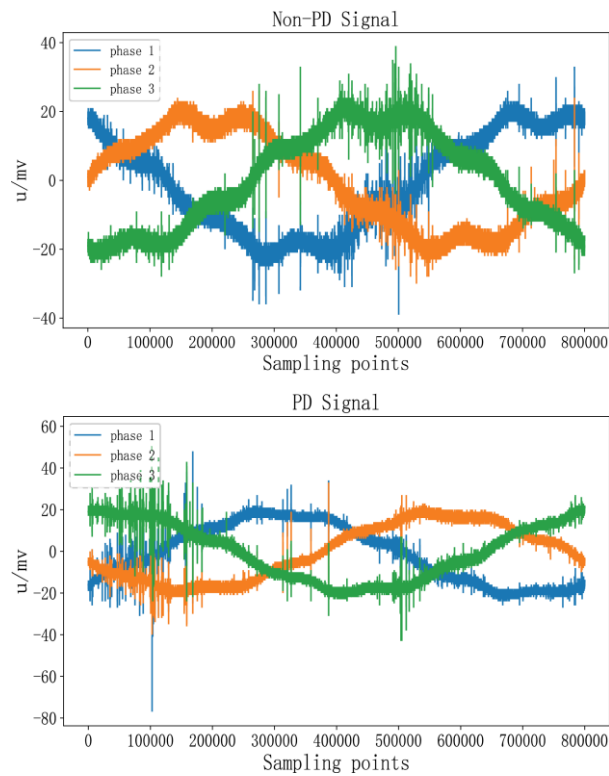 Non-PD Signal
u/mv
40
20
0
-20
-40
phase 1
phase 2
phase 3
0 100000 200000 300000 400000 500000 600000 700000 800000
Sampling points
PD Signal
u/mv
60
40
20
0
-20
-40
-60
-80
phase 1
phase 2
phase 3
0 100000 200000 300000 400000 500000 600000 700000 800000
Sampling points